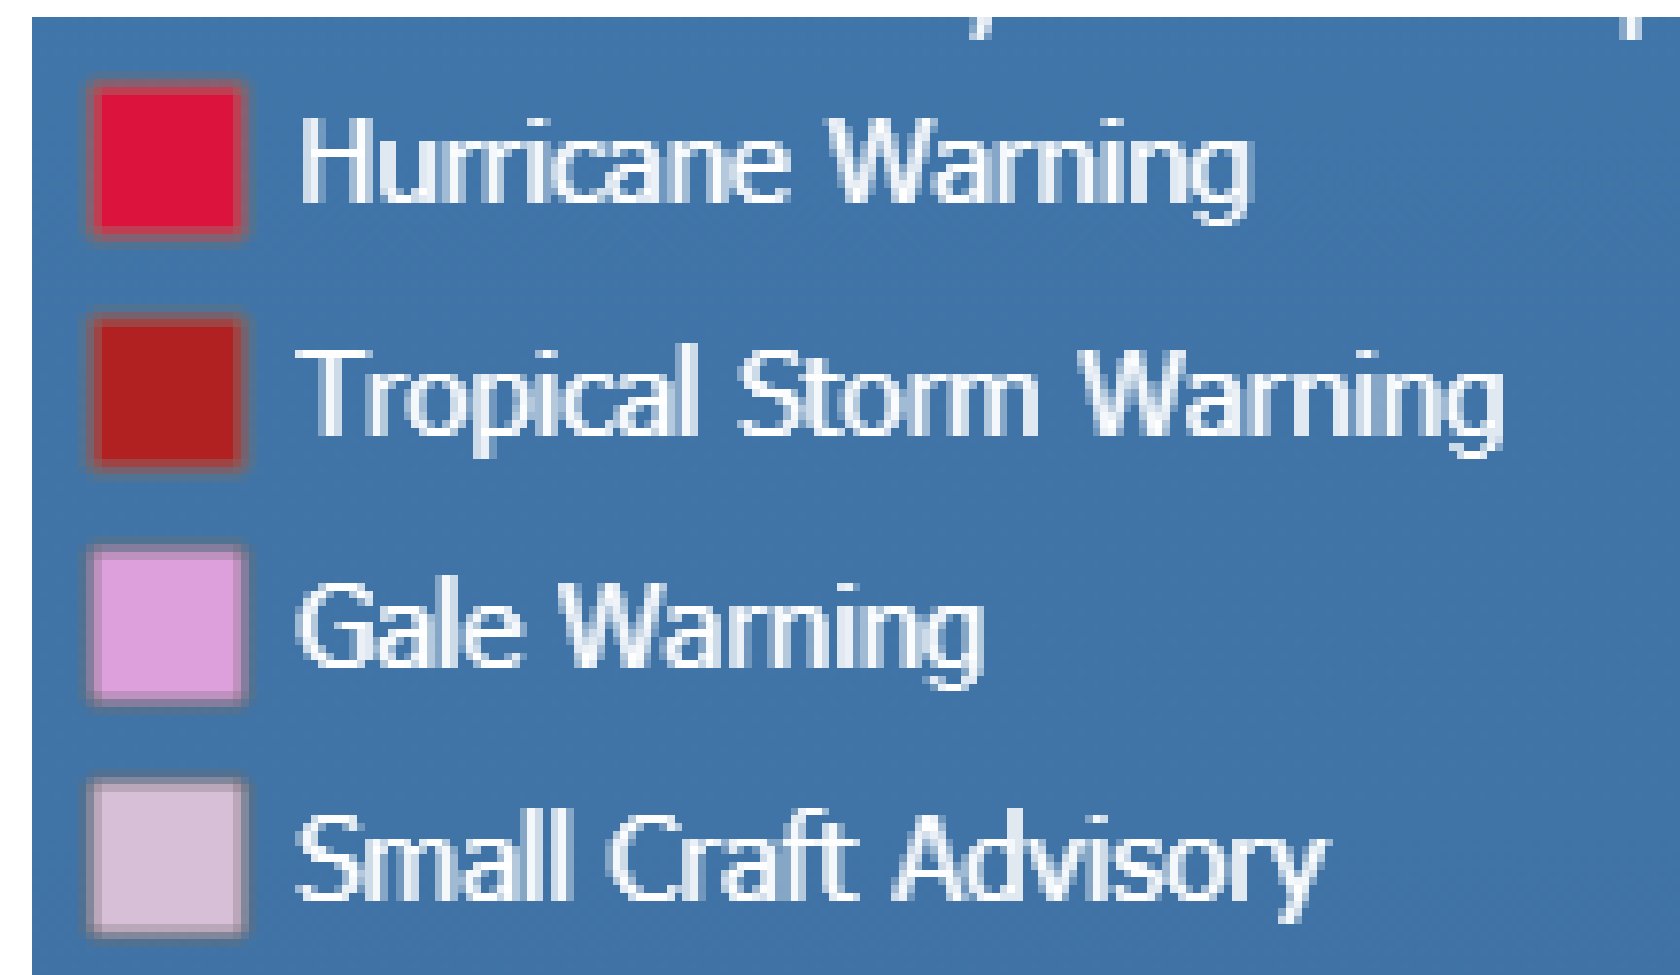 Hurricane Warning
Tropical Storm Warning
Gale Warning
Small Craft Advisory